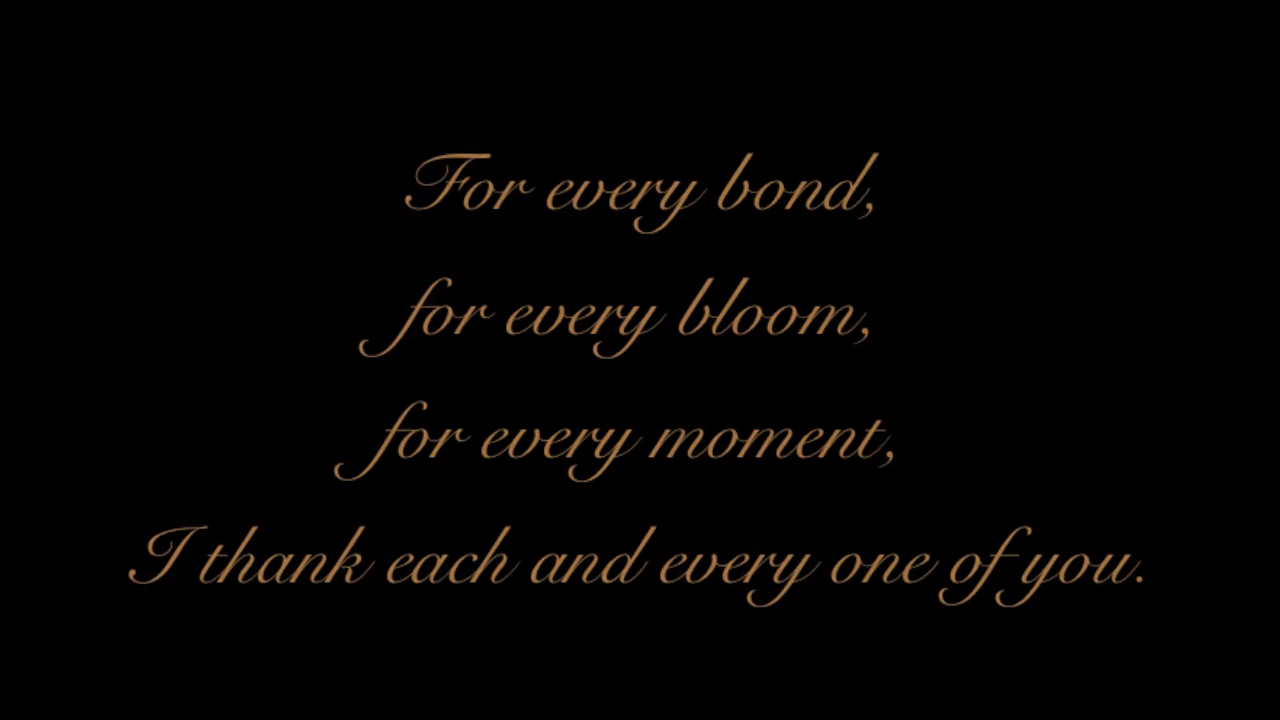 For every bond,
for every bloom,
for every moment,
I thank each and every one of you.